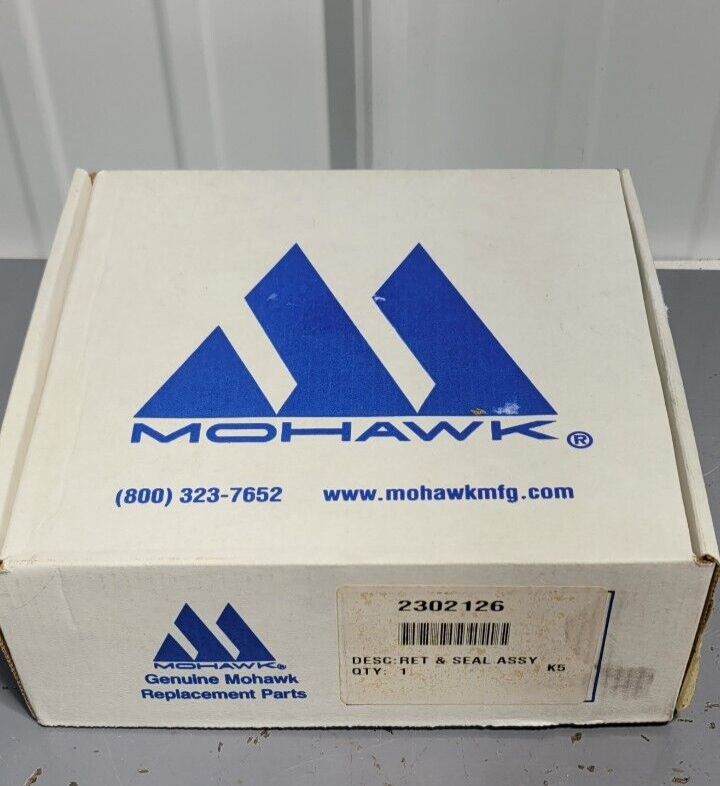 MOHAWK®
(800) 323-7652 www.mohawkmfg.com
MOHAWK®
Genuine Mohawk
Replacement Parts
2302126
DESC:RET & SEAL ASSY
QTY: 1 K5